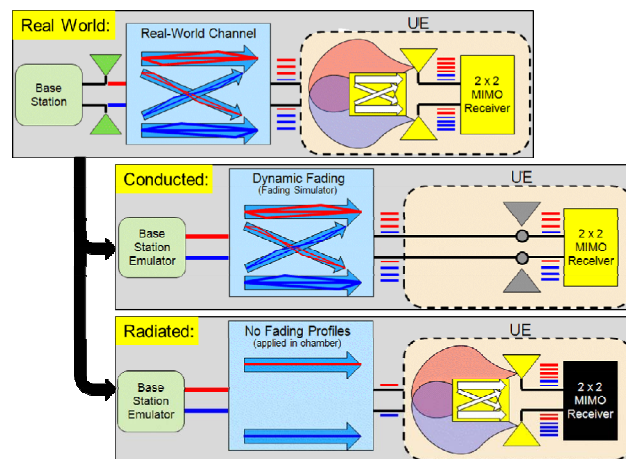 Real World:
Real-World Channel
UE
Base
Station
2 x 2
MIMO
Receiver
Conducted:
Dynamic Fading
(Fading Simulator)
UE
Base
Station
Emulator
2 x 2
MIMO
Receiver
Radiated:
No Fading Profiles
(applied in chamber)
UE
Base
Station
Emulator
2 x 2
MIMO
Receiver